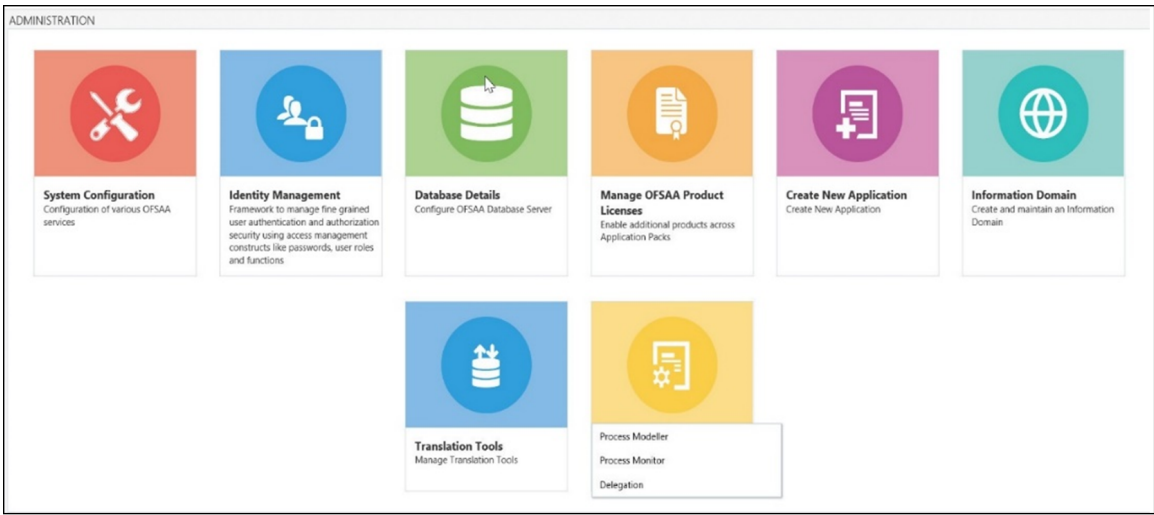 ADMINISTRATION
System Configuration
Configuration of various OFSAA
services
Identity Management
Framework to manage fine grained
user authentication and authorization
security using access management
constructs like passwords, user roles
and functions
Database Details
Configure OFSAA Database Server
Manage OFSAA Product
Licenses
Enable additional products across
Application Packs
Create New Application
Create New Application
Information Domain
Create and maintain an Information
Domain
Translation Tools
Manage Translation Tools
Process Modeller
Process Monitor
Delegation